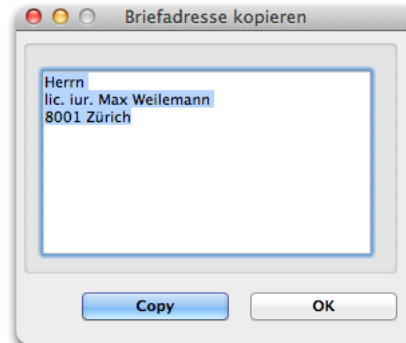 Briefadresse kopieren
Herrn
lic. iur. Max Weilemann
8001 Zürich
Copy OK